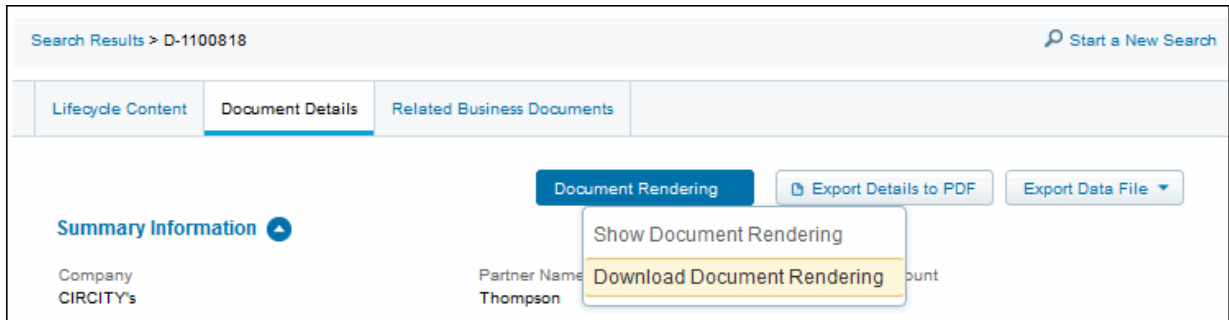 Search Results > D-1100818
Start a New Search
Lifecycle Content
Document Details
Related Business Documents
Document Rendering
Export Details to PDF
Export Data File
Summary Information
Show Document Rendering
Download Document Rendering
Company
Partner Name
CIRCITY's
Thompson